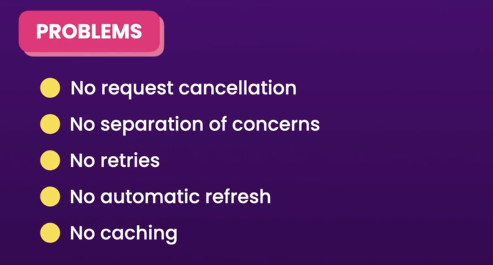 PROBLEMS
No request cancellation
No separation of concerns
No retries
No automatic refresh
No caching